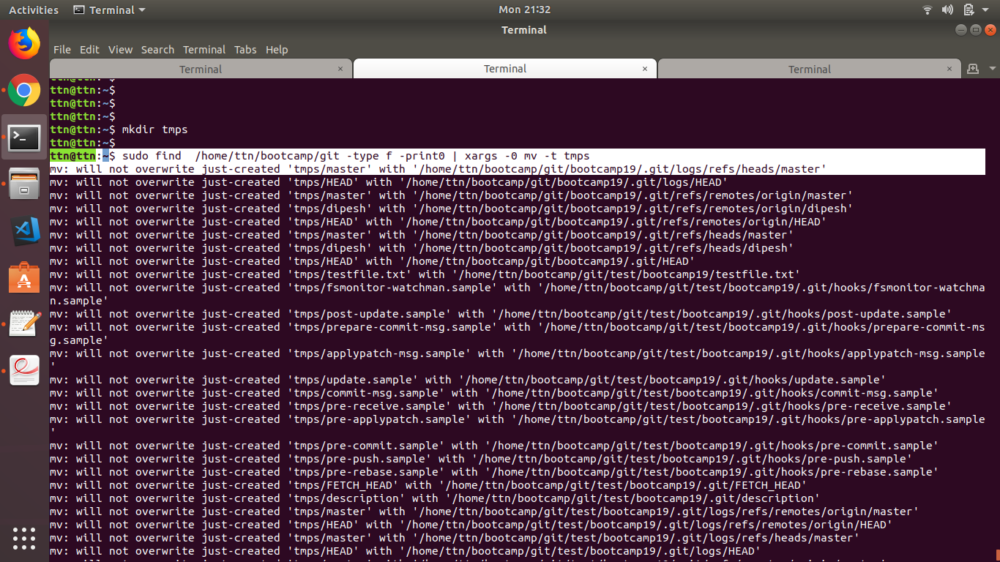 Activities Terminal Mon 21:32
Terminal
File Edit View Search Terminal Tabs Help
Terminal × Terminal × Terminal ×
ttn@ttn:~$
ttn@ttn:~$
ttn@ttn:~$
ttn@ttn:~$
ttn@ttn:~$ mkdir tmps
ttn@ttn:~$
ttn@ttn:~$ sudo find  /home/ttn/bootcamp/git -type f -print0 | xargs -0 mv -t tmps
mv: will not overwrite just-created 'tmps/master' with '/home/ttn/bootcamp/git/bootcamp19/.git/logs/refs/heads/master'
mv: will not overwrite just-created 'tmps/HEAD' with '/home/ttn/bootcamp/git/bootcamp19/.git/logs/HEAD'
mv: will not overwrite just-created 'tmps/master' with '/home/ttn/bootcamp/git/bootcamp19/.git/refs/remotes/origin/master'
mv: will not overwrite just-created 'tmps/dipesh' with '/home/ttn/bootcamp/git/bootcamp19/.git/refs/remotes/origin/dipesh'
mv: will not overwrite just-created 'tmps/HEAD' with '/home/ttn/bootcamp/git/bootcamp19/.git/refs/remotes/origin/HEAD'
mv: will not overwrite just-created 'tmps/master' with '/home/ttn/bootcamp/git/bootcamp19/.git/refs/heads/master'
mv: will not overwrite just-created 'tmps/dipesh' with '/home/ttn/bootcamp/git/bootcamp19/.git/refs/heads/dipesh'
mv: will not overwrite just-created 'tmps/HEAD' with '/home/ttn/bootcamp/git/bootcamp19/.git/HEAD'
mv: will not overwrite just-created 'tmps/testfile.txt' with '/home/ttn/bootcamp/git/test/bootcamp19/testfile.txt'
mv: will not overwrite just-created 'tmps/fsmonitor-watchman.sample' with '/home/ttn/bootcamp/git/test/bootcamp19/.git/hooks/fsmonitor-watchma
n.sample'
mv: will not overwrite just-created 'tmps/post-update.sample' with '/home/ttn/bootcamp/git/test/bootcamp19/.git/hooks/post-update.sample'
mv: will not overwrite just-created 'tmps/prepare-commit-msg.sample' with '/home/ttn/bootcamp/git/test/bootcamp19/.git/hooks/prepare-commit-ms
g.sample'
mv: will not overwrite just-created 'tmps/applypatch-msg.sample' with '/home/ttn/bootcamp/git/test/bootcamp19/.git/hooks/applypatch-msg.sample
'
mv: will not overwrite just-created 'tmps/update.sample' with '/home/ttn/bootcamp/git/test/bootcamp19/.git/hooks/update.sample'
mv: will not overwrite just-created 'tmps/commit-msg.sample' with '/home/ttn/bootcamp/git/test/bootcamp19/.git/hooks/commit-msg.sample'
mv: will not overwrite just-created 'tmps/pre-receive.sample' with '/home/ttn/bootcamp/git/test/bootcamp19/.git/hooks/pre-receive.sample'
mv: will not overwrite just-created 'tmps/pre-applypatch.sample' with '/home/ttn/bootcamp/git/test/bootcamp19/.git/hooks/pre-applypatch.sample
'
mv: will not overwrite just-created 'tmps/pre-commit.sample' with '/home/ttn/bootcamp/git/test/bootcamp19/.git/hooks/pre-commit.sample'
mv: will not overwrite just-created 'tmps/pre-push.sample' with '/home/ttn/bootcamp/git/test/bootcamp19/.git/hooks/pre-push.sample'
mv: will not overwrite just-created 'tmps/pre-rebase.sample' with '/home/ttn/bootcamp/git/test/bootcamp19/.git/hooks/pre-rebase.sample'
mv: will not overwrite just-created 'tmps/FETCH_HEAD' with '/home/ttn/bootcamp/git/test/bootcamp19/.git/FETCH_HEAD'
mv: will not overwrite just-created 'tmps/description' with '/home/ttn/bootcamp/git/test/bootcamp19/.git/description'
mv: will not overwrite just-created 'tmps/master' with '/home/ttn/bootcamp/git/test/bootcamp19/.git/logs/refs/remotes/origin/master'
mv: will not overwrite just-created 'tmps/HEAD' with '/home/ttn/bootcamp/git/test/bootcamp19/.git/logs/refs/remotes/origin/HEAD'
mv: will not overwrite just-created 'tmps/master' with '/home/ttn/bootcamp/git/test/bootcamp19/.git/logs/refs/heads/master'
mv: will not overwrite just-created 'tmps/HEAD' with '/home/ttn/bootcamp/git/test/bootcamp19/.git/logs/HEAD'